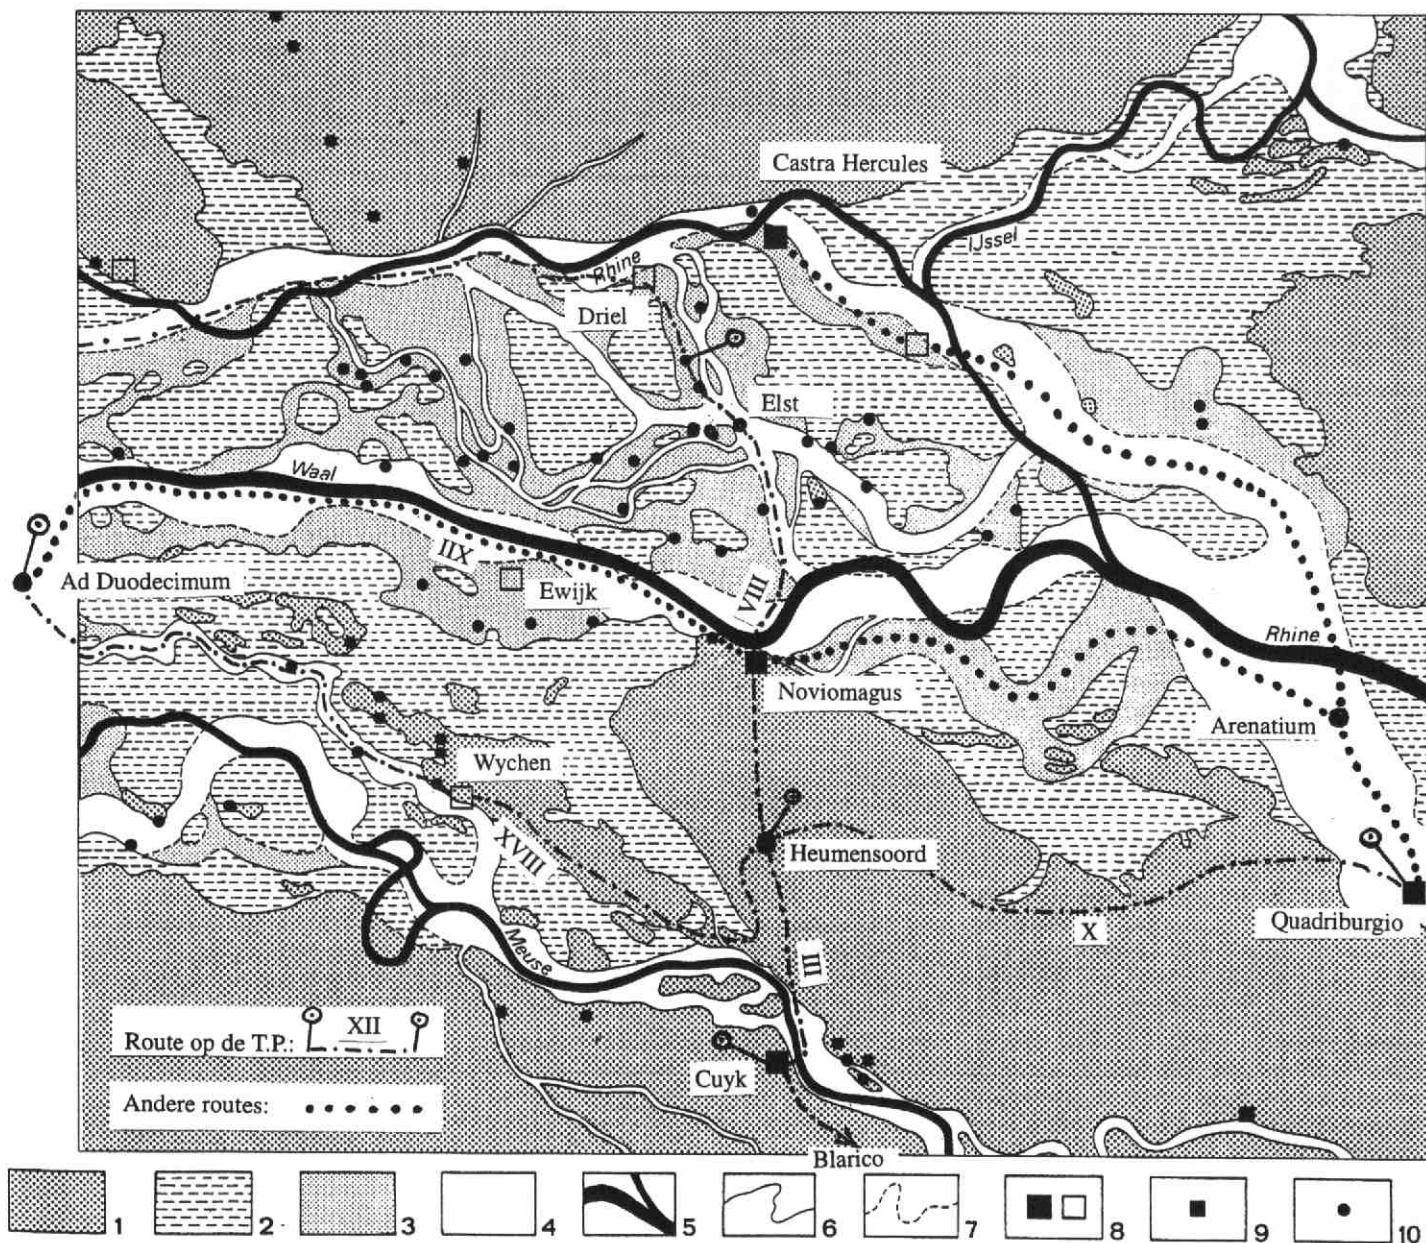 Castra Hercules
IJssel
Rhine
Driel
Elst
Waal
IIX
Ad Duodecimum
Ewijk
VIII
Rhine
Noviomagus
Arenatium
Wychen
XVIII
Heumensoord
Quadriburgio
X
Meuse
III
Route op de T.P.: XII
Cuyk
Andere routes:
Blarico
1 2 3 4 5 6 7 8 9 10